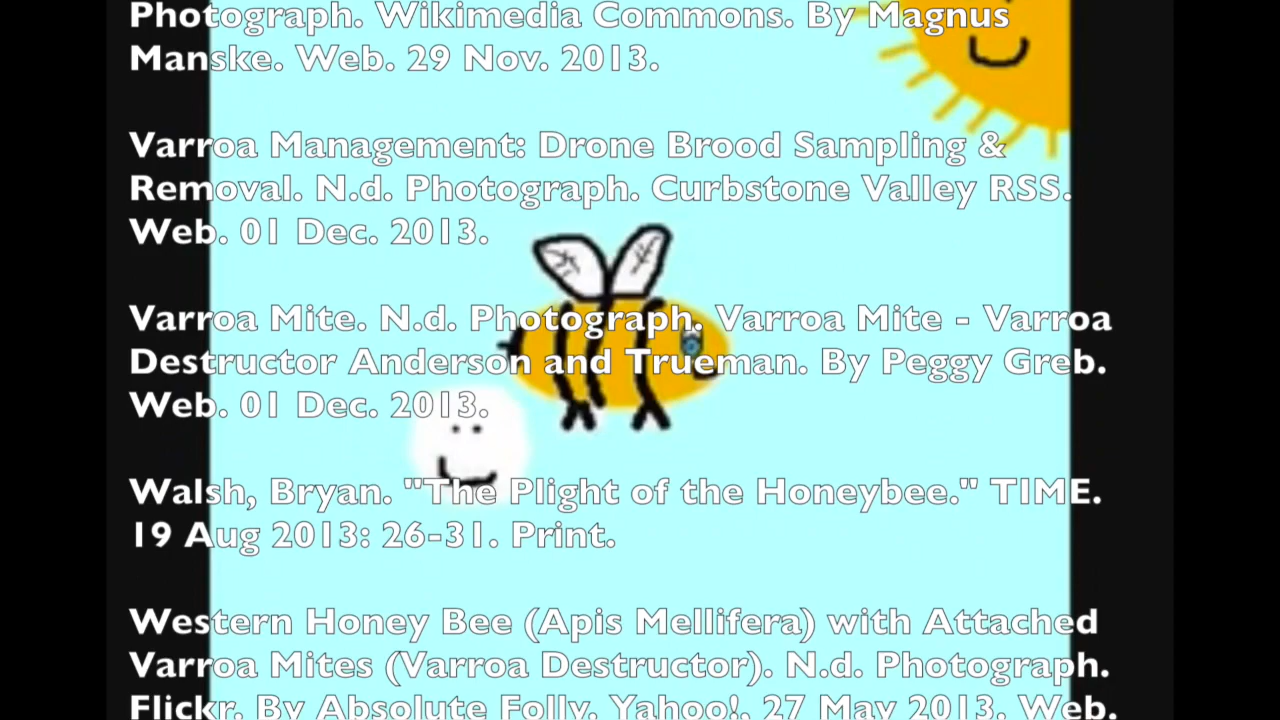 Photograph. Wikimedia Commons. By Magnus
Manske. Web. 29 Nov. 2013.
Varroa Management: Drone Brood Sampling &
Removal. N.d. Photograph. Curbstone Valley RSS.
Web. 01 Dec. 2013.
Varroa Mite. N.d. Photograph. Varroa Mite - Varroa
Destructor Anderson and Trueman. By Peggy Greb.
Web. 01 Dec. 2013.
Walsh, Bryan. "The Plight of the Honeybee." TIME.
19 Aug 2013: 26-31. Print.
Western Honey Bee (Apis Mellifera) with Attached
Varroa Mites (Varroa Destructor). N.d. Photograph.
Flickr. By Absolute Folly. Yahoo!, 27 May 2013. Web.